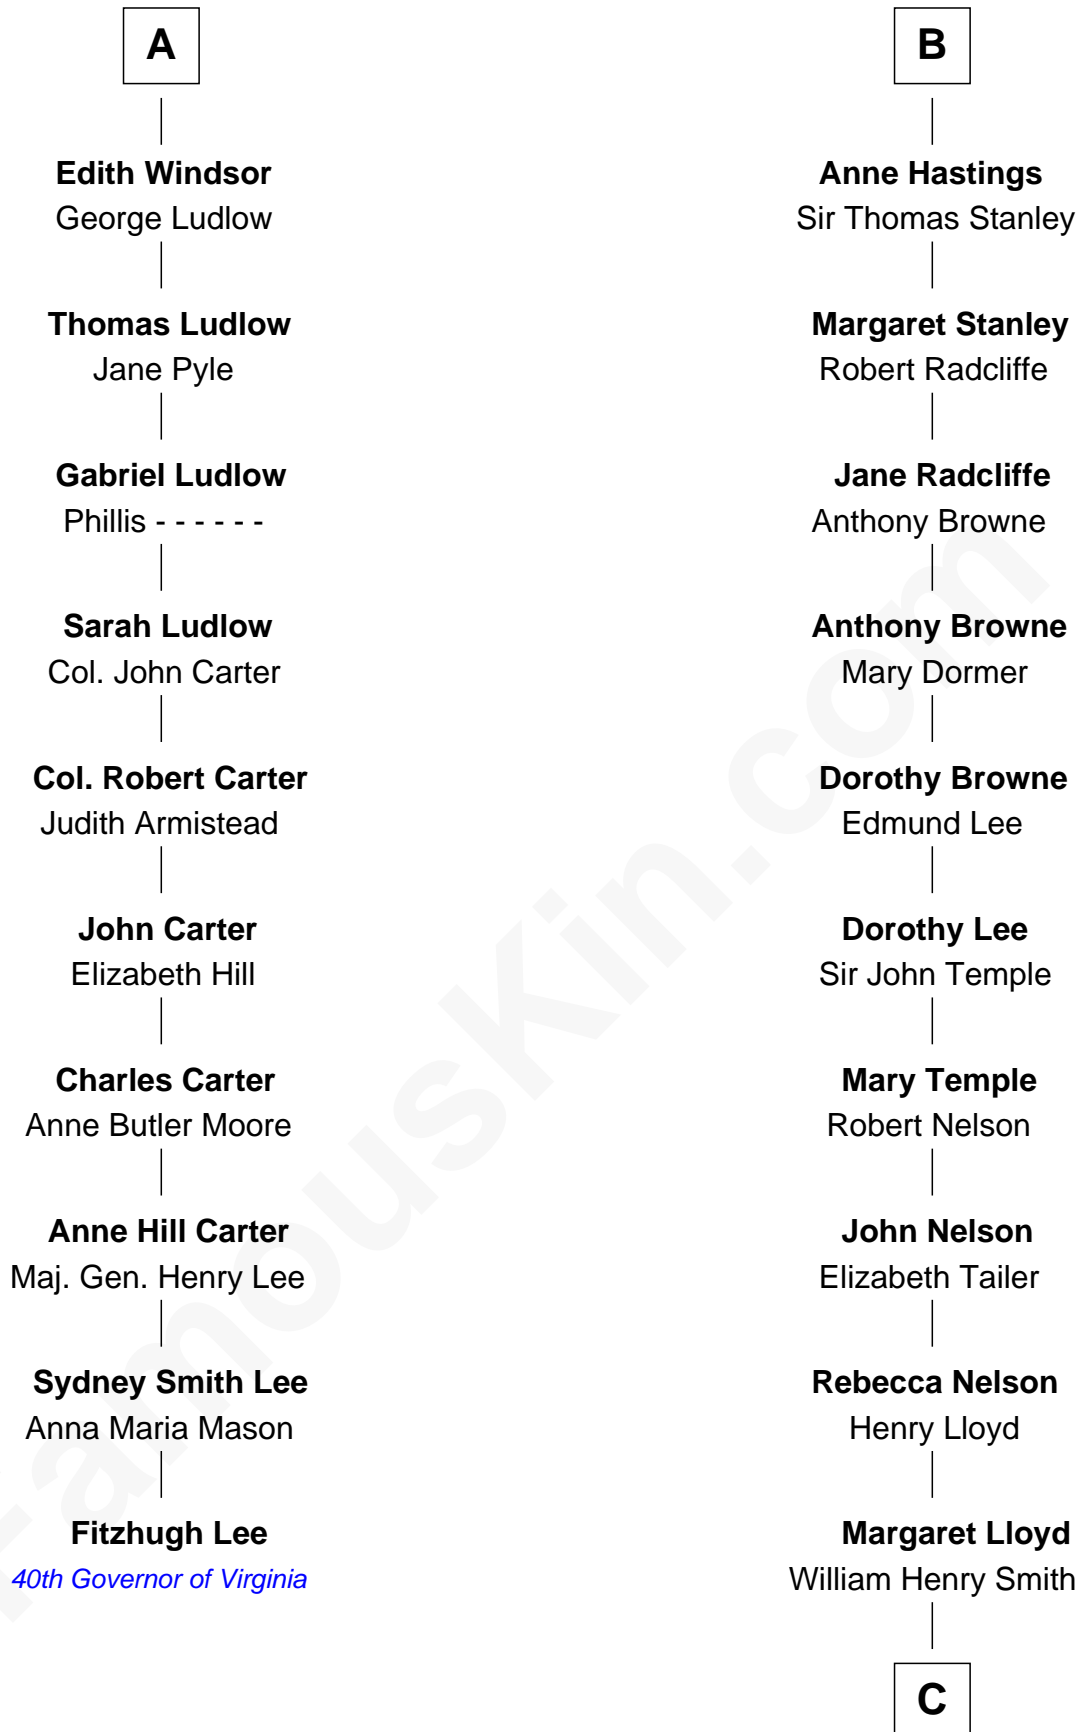 A
Edith Windsor
George Ludlow
Thomas Ludlow
Jane Pyle
Gabriel Ludlow
Phillis - - - - - -
Sarah Ludlow
Col. John Carter
Col. Robert Carter
Judith Armistead
John Carter
Elizabeth Hill
Charles Carter
Anne Butler Moore
Anne Hill Carter
Maj. Gen. Henry Lee
Sydney Smith Lee
Anna Maria Mason
Fitzhugh Lee
40th Governor of Virginia
B
Anne Hastings
Sir Thomas Stanley
Margaret Stanley
Robert Radcliffe
Jane Radcliffe
Anthony Browne
Anthony Browne
Mary Dormer
Dorothy Browne
Edmund Lee
Dorothy Lee
Sir John Temple
Mary Temple
Robert Nelson
John Nelson
Elizabeth Tailer
Rebecca Nelson
Henry Lloyd
Margaret Lloyd
William Henry Smith
C
FamousKin.com